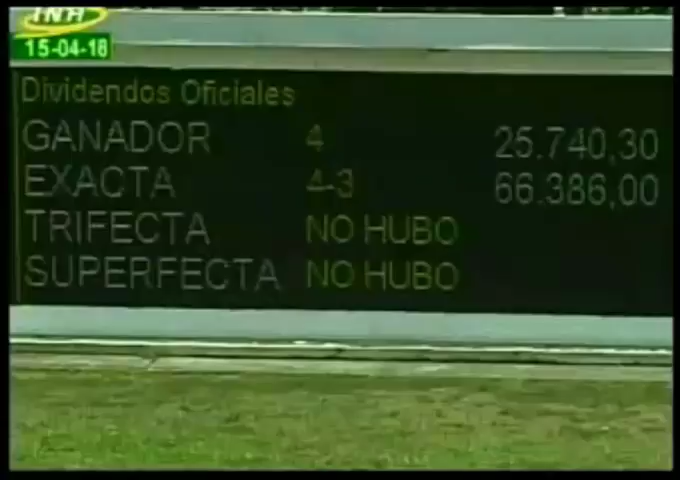 INH
15-04-18
Dividendos Oficiales
GANADOR 4 25.740,30
EXACTA 4-3 66.386,00
TRIFECTA NO HUBO
SUPERFECTA NO HUBO